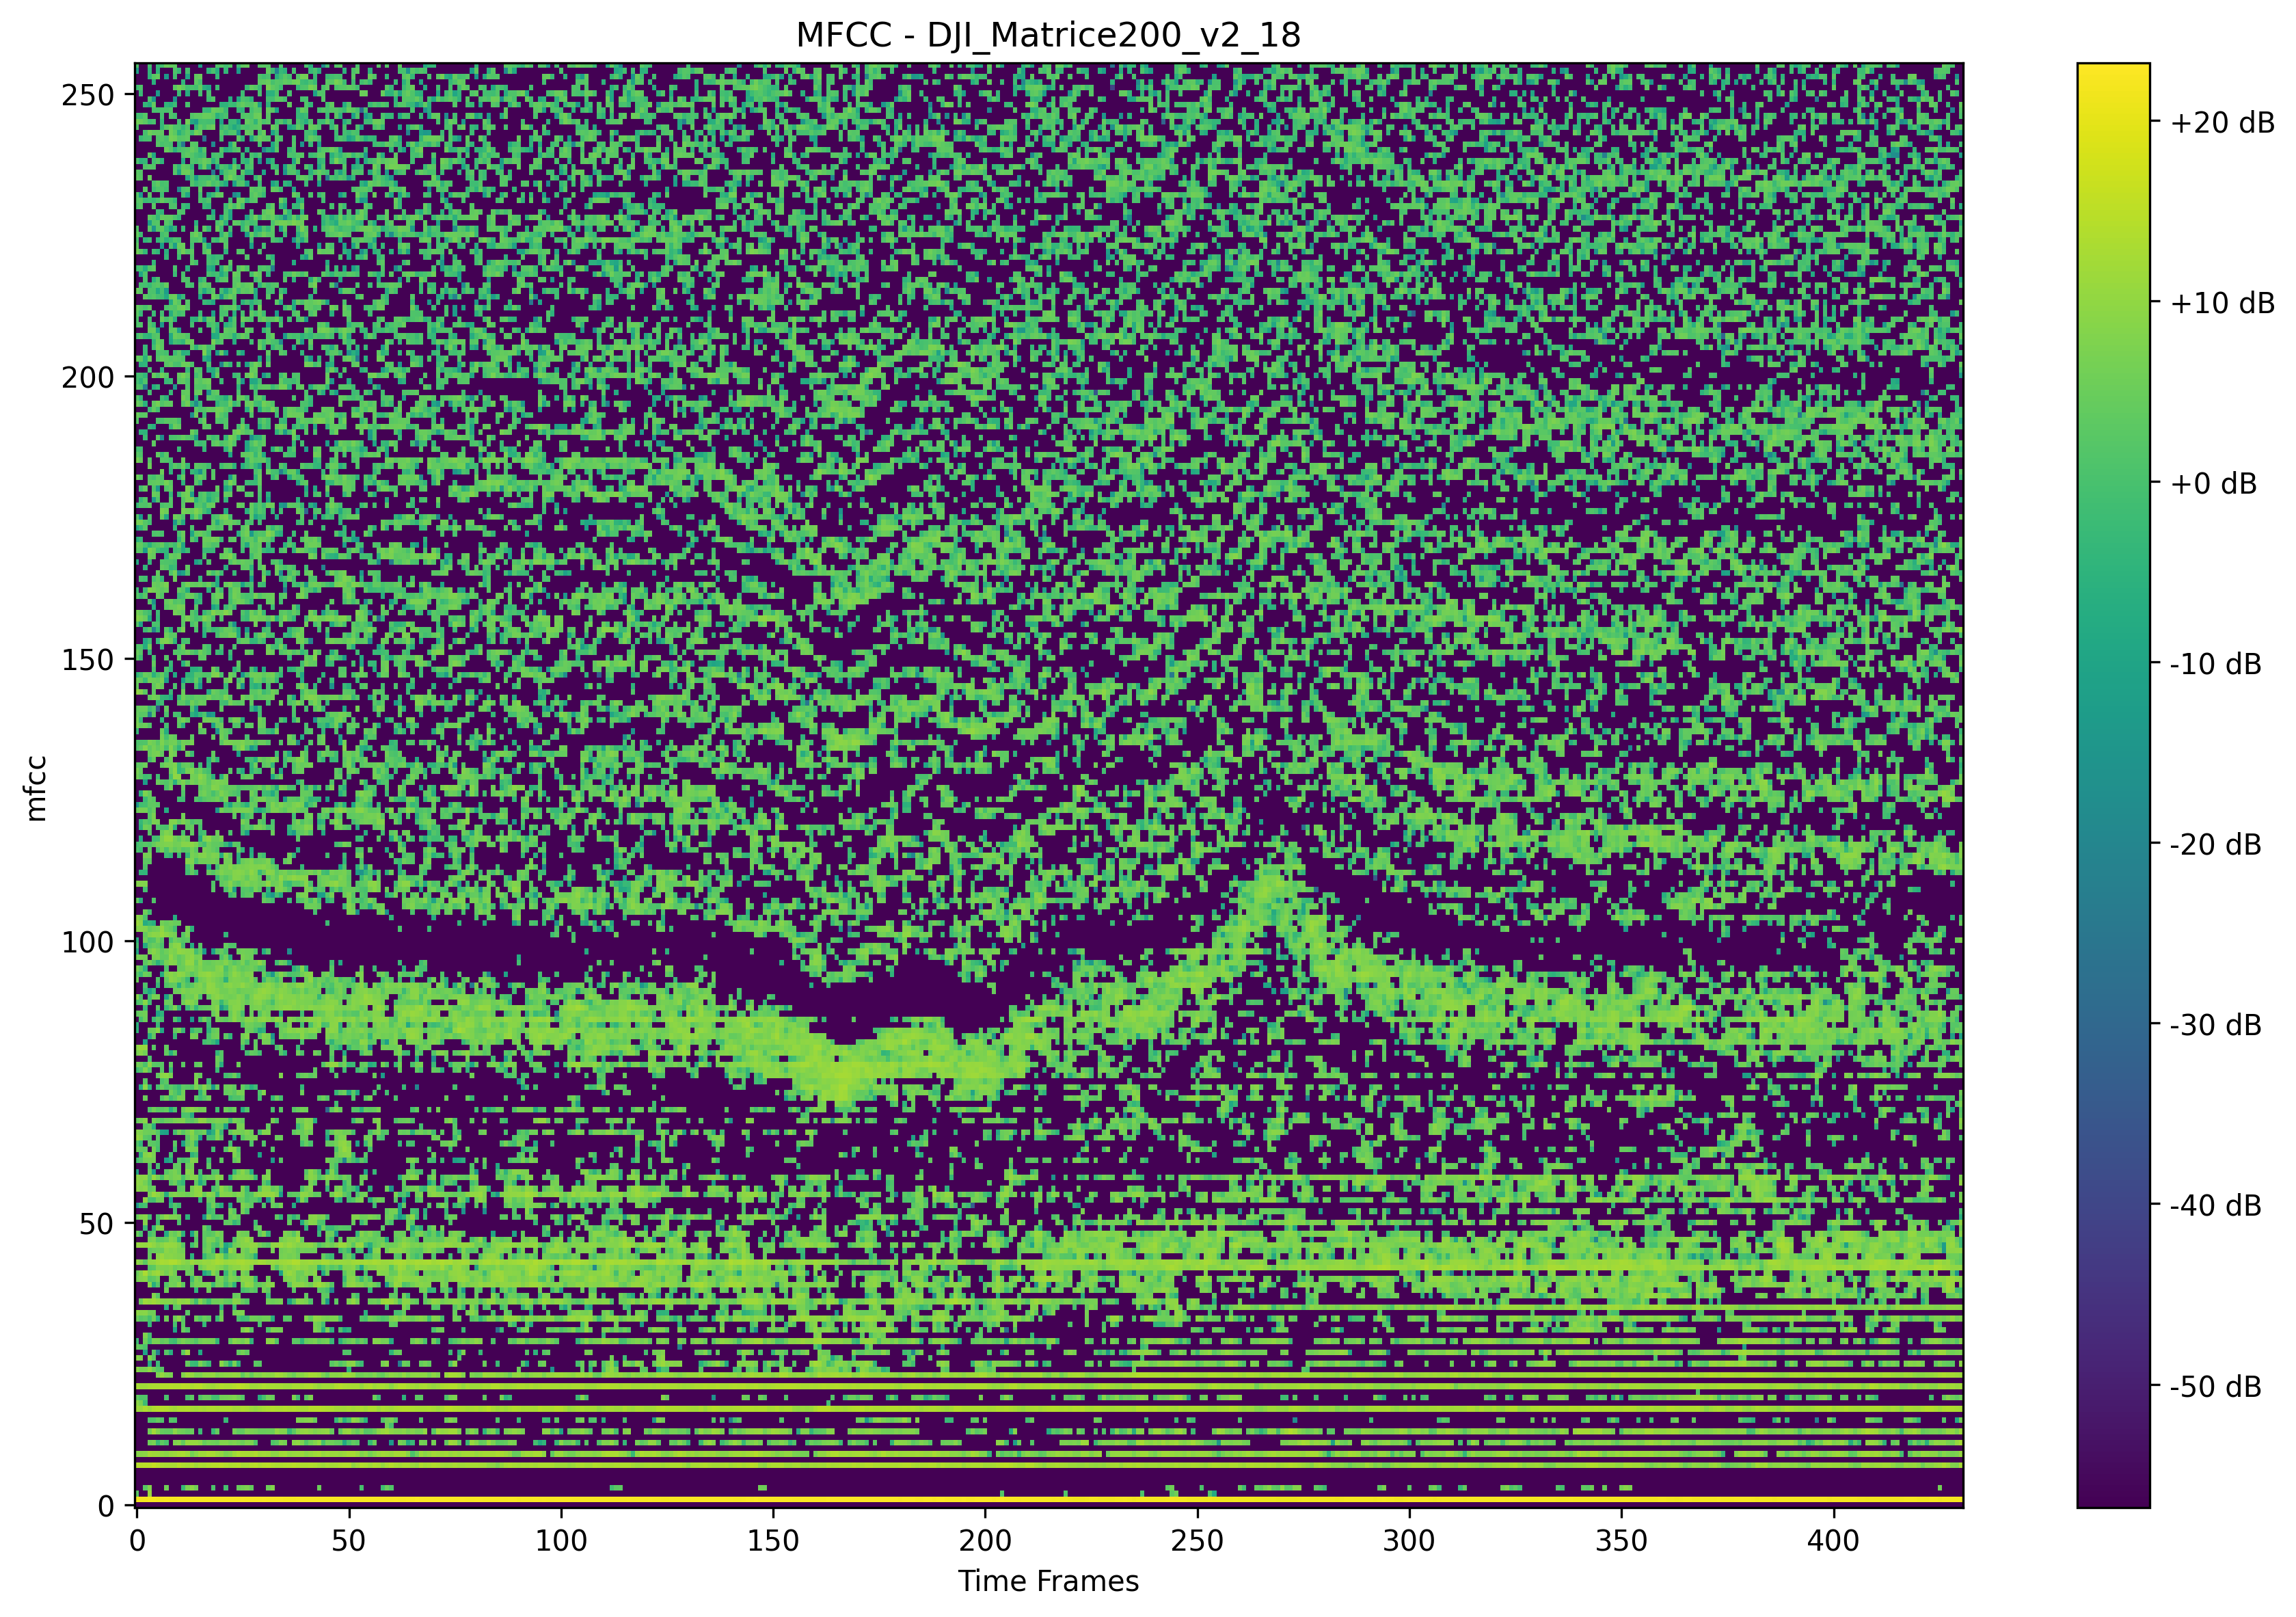 MFCC - DJI_Matrice200_v2_18
250
200
150
100
50
0
mfcc
0 50 100 150 200 250 300 350 400
Time Frames
+20 dB
+10 dB
+0 dB
-10 dB
-20 dB
-30 dB
-40 dB
-50 dB